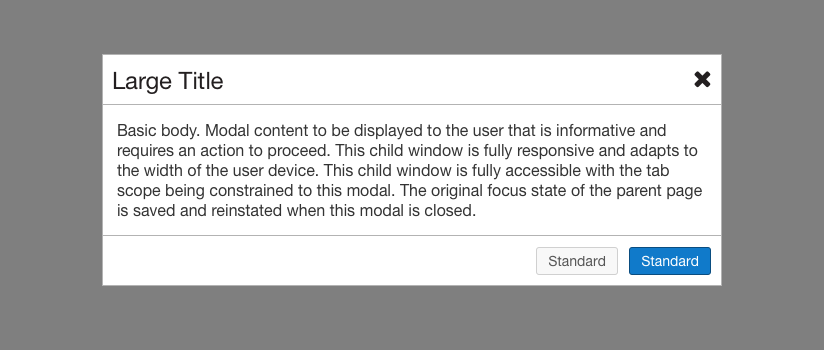 Large Title
Basic body. Modal content to be displayed to the user that is informative and
requires an action to proceed. This child window is fully responsive and adapts to
the width of the user device. This child window is fully accessible with the tab
scope being constrained to this modal. The original focus state of the parent page
is saved and reinstated when this modal is closed.
Standard Standard